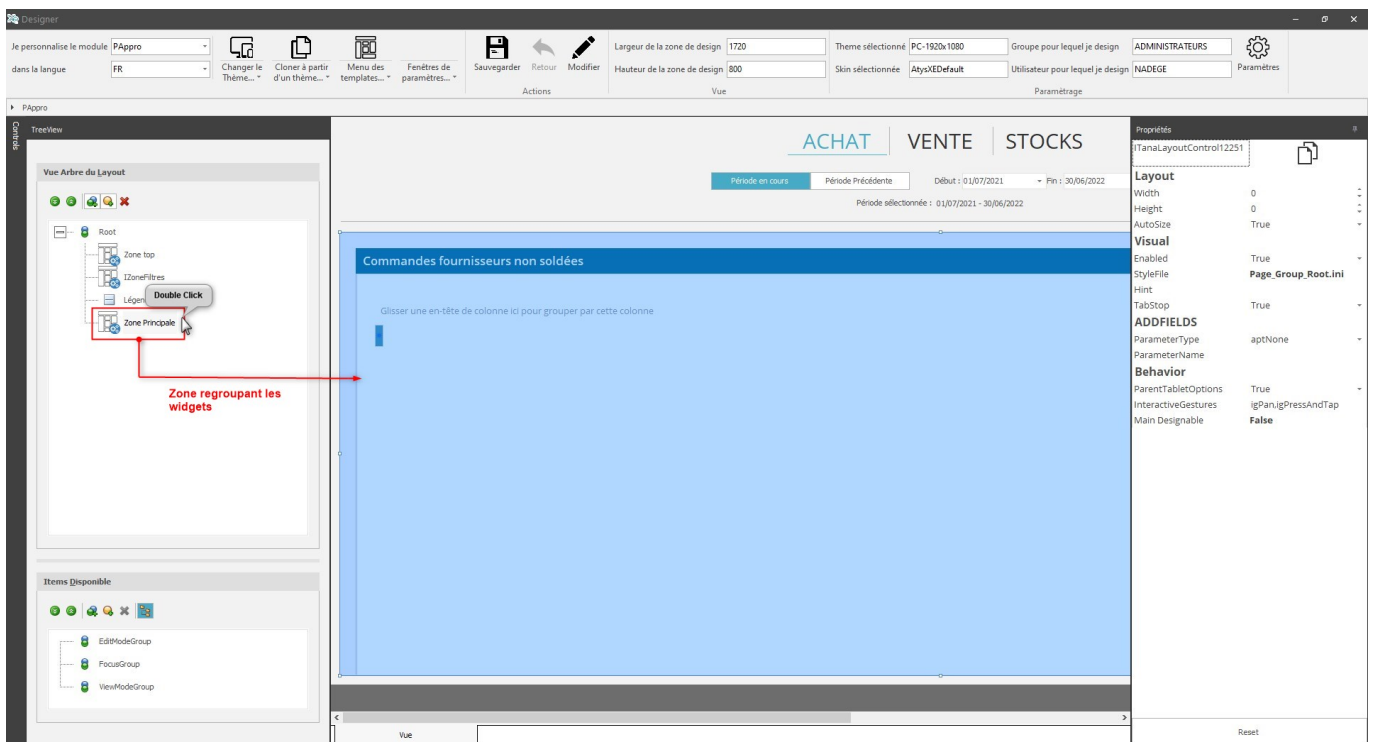 Designer
Je personnalise le module PAppro
dans la langue FR
Changer le Thème...
Cloner à partir d'un thème...
Menu des templates...
Fenêtres de paramètres...
Sauvegarder Retour Modifier
Actions
Largeur de la zone de design 1720
Hauteur de la zone de design 800
Vue
Theme sélectionné PC-1920x1080
Skin sélectionnée AtysXEDefault
Groupe pour lequel je design ADMINISTRATEURS
Utilisateur pour lequel je design NADEGE
Paramètres
Paramétrage
PAppro
Controls
TreeView
Vue Arbre du Layout
Root
Zone top
IZoneFiltres
Légen
Double Click
Zone Principale
Zone regroupant les
widgets
Items Disponible
EditModeGroup
FocusGroup
ViewModeGroup
ACHAT VENTE STOCKS
Période en cours Période Précédente Début : 01/07/2021 Fin : 30/06/2022
Période sélectionnée : 01/07/2021 - 30/06/2022
Commandes fournisseurs non soldées
Glisser une en-tête de colonne ici pour grouper par cette colonne
Vue
Propriétés
ITanaLayoutControl12251
Layout
Width 0
Height 0
AutoSize True
Visual
Enabled True
StyleFile Page_Group_Root.ini
Hint
TabStop True
ADDFIELDS
ParameterType aptNone
ParameterName
Behavior
ParentTabletOptions True
InteractiveGestures igPan,igPressAndTap
Main Designable False
Reset